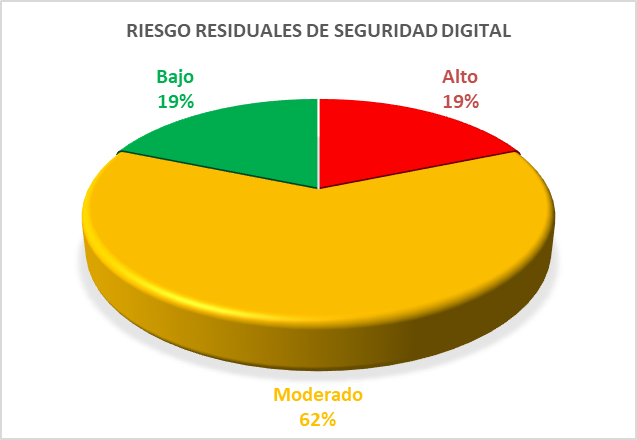 RIESGO RESIDUALES DE SEGURIDAD DIGITAL
Bajo
19%
Alto
19%
Moderado
62%